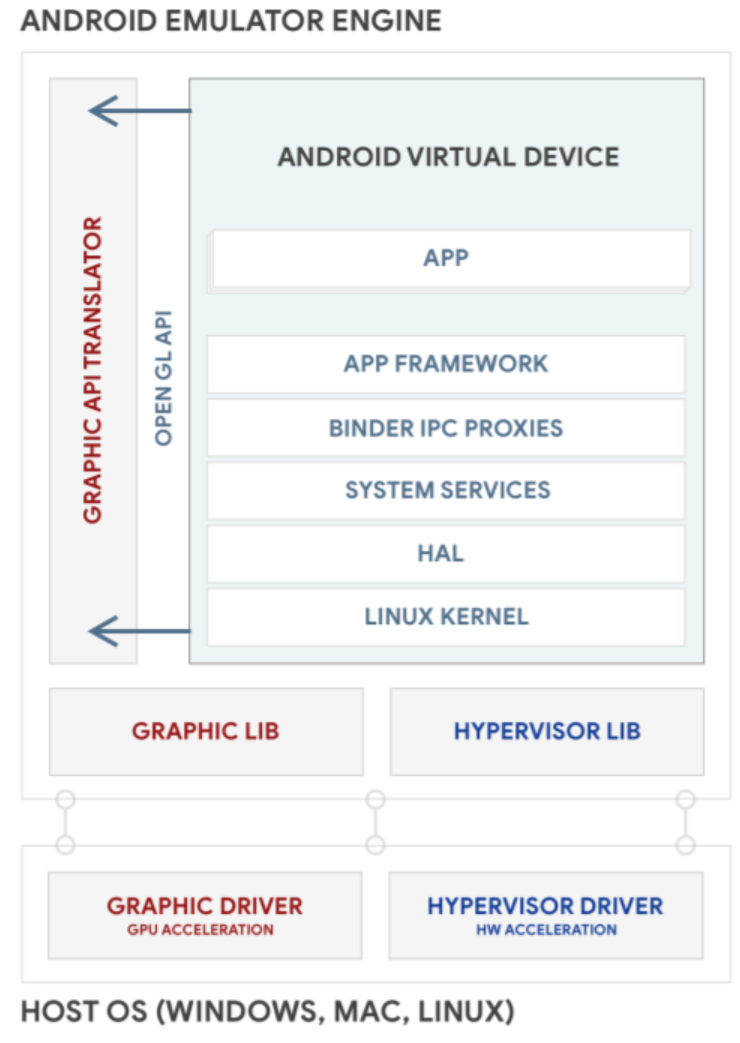 ANDROID EMULATOR ENGINE
ANDROID VIRTUAL DEVICE
GRAPHIC API TRANSLATOR
OPEN GL API
APP
APP FRAMEWORK
BINDER IPC PROXIES
SYSTEM SERVICES
HAL
LINUX KERNEL
GRAPHIC LIB
HYPERVISOR LIB
GRAPHIC DRIVER
GPU ACCELERATION
HYPERVISOR DRIVER
HW ACCELERATION
HOST OS (WINDOWS, MAC, LINUX)